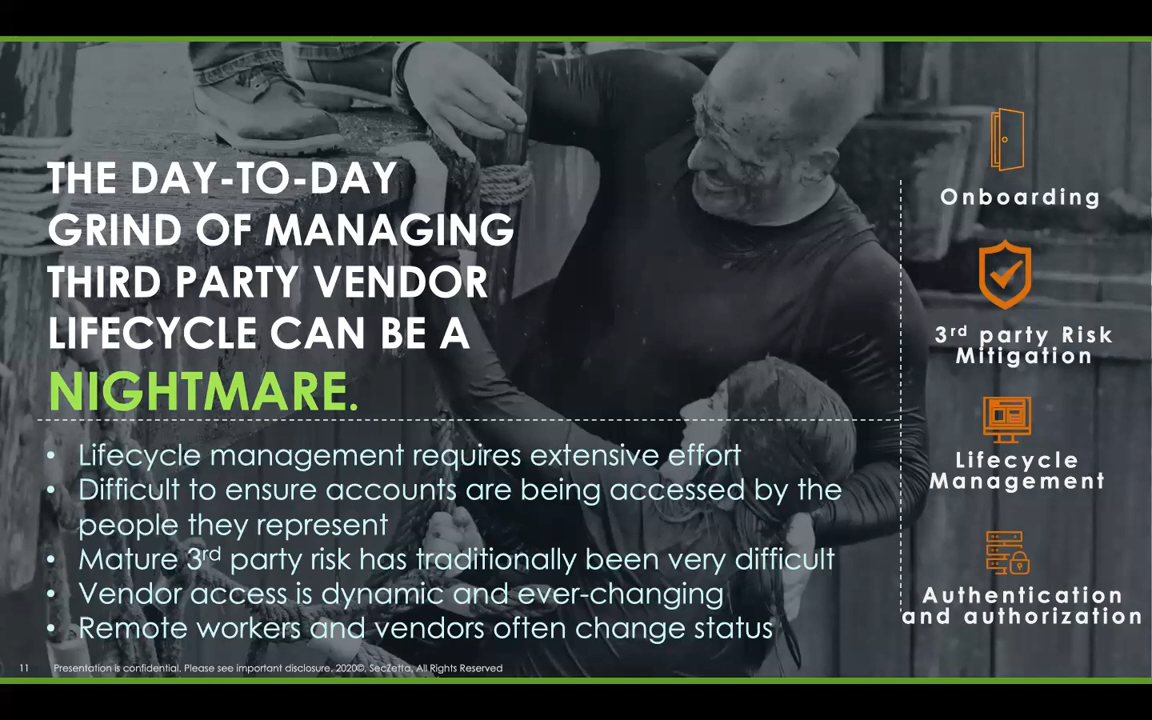 THE DAY-TO-DAY
GRIND OF MANAGING
THIRD PARTY VENDOR
LIFECYCLE CAN BE A
NIGHTMARE.
• Lifecycle management requires extensive effort
• Difficult to ensure accounts are being accessed by the
people they represent
• Mature 3rd party risk has traditionally been very difficult
• Vendor access is dynamic and ever-changing
• Remote workers and vendors often change status
Onboarding
3rd party Risk
Mitigation
Lifecycle
Management
Authentication
and authorization
11 Presentation is confidential. Please see important disclosure. 2020©, SecZetta, All Rights Reserved